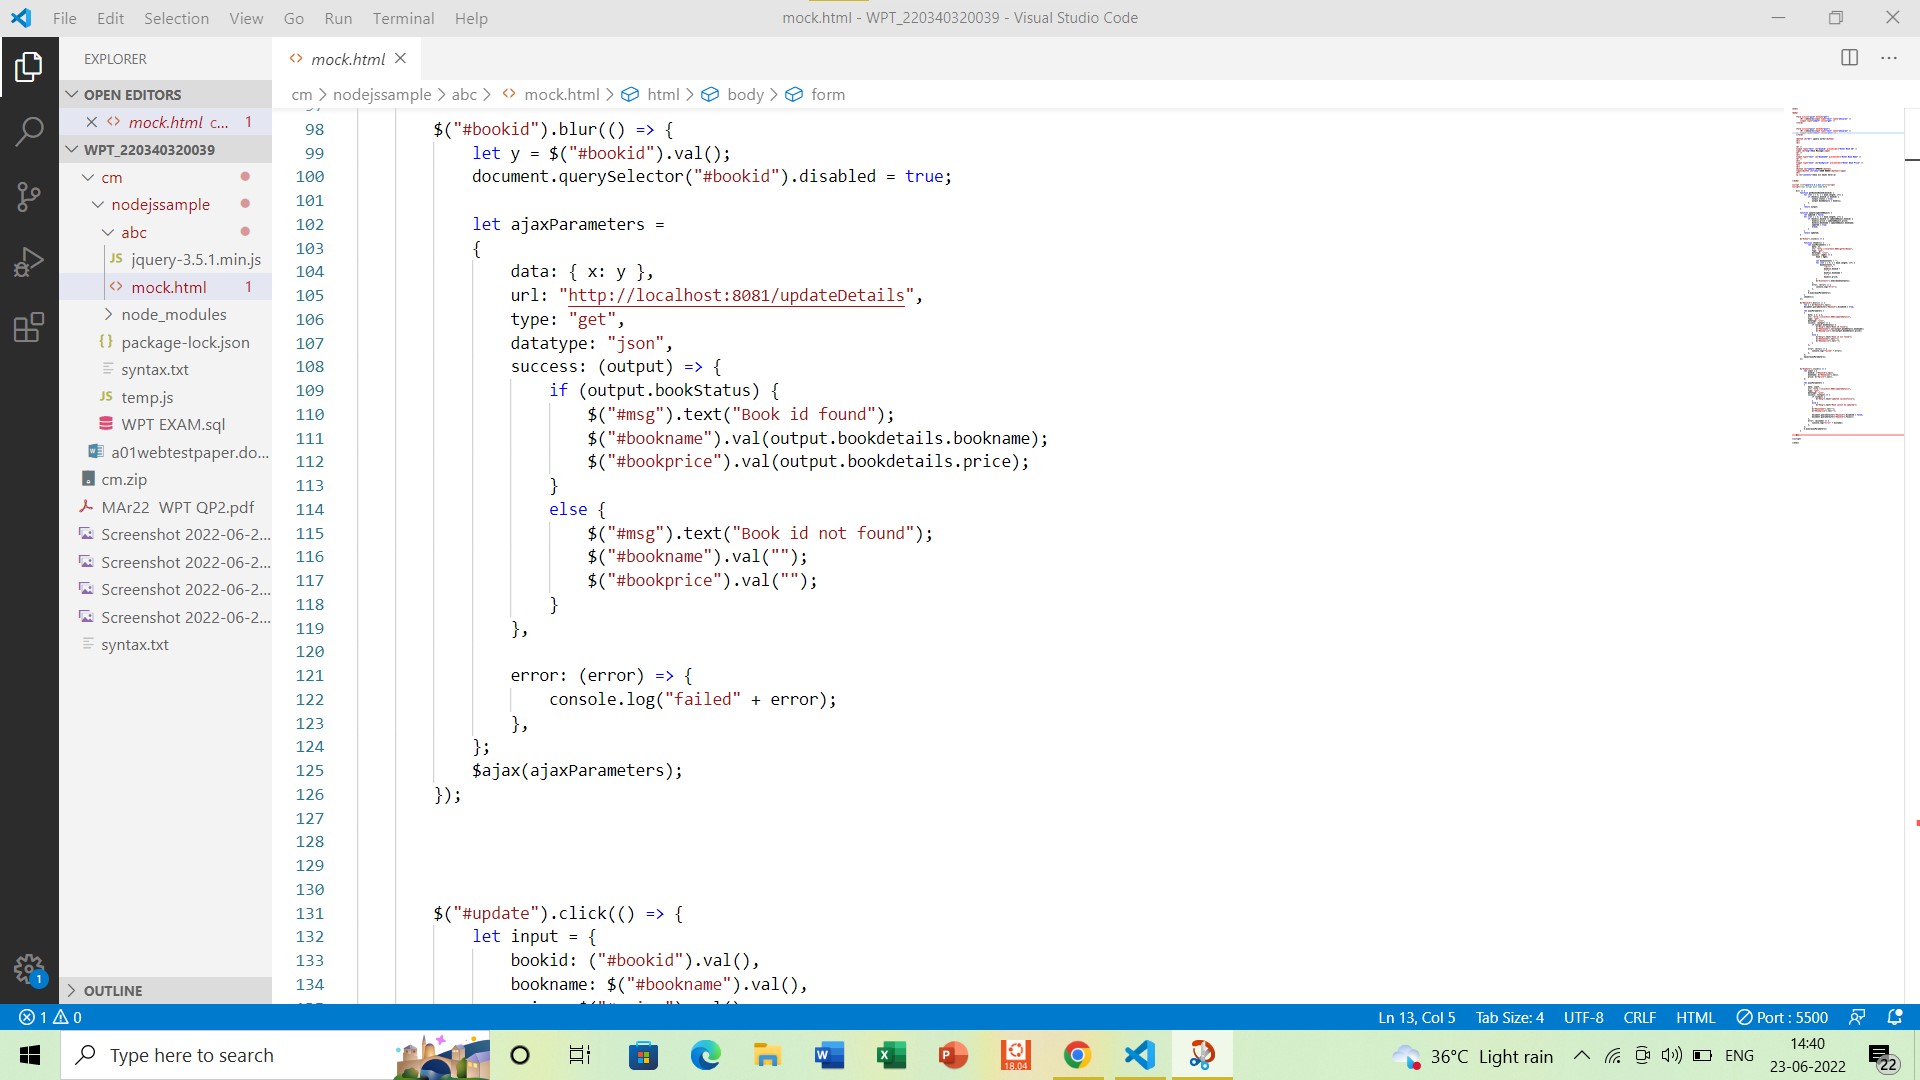 File Edit Selection View Go Run Terminal Help
mock.html - WPT_220340320039 - Visual Studio Code
EXPLORER
OPEN EDITORS
mock.html c... 1
WPT_220340320039
cm
nodejssample
abc
JS jquery-3.5.1.min.js
mock.html 1
node_modules
{} package-lock.json
syntax.txt
JS temp.js
WPT EXAM.sql
a01webtestpaper.do...
cm.zip
MAr22 WPT QP2.pdf
Screenshot 2022-06-2...
Screenshot 2022-06-2...
Screenshot 2022-06-2...
Screenshot 2022-06-2...
syntax.txt
OUTLINE
1
mock.html
cm > nodejssample > abc > mock.html > html > body > form
98 $("#bookid").blur(() => {
99 let y = $("#bookid").val();
100 document.querySelector("#bookid").disabled = true;
101
102 let ajaxParameters =
103 {
104 data: { x: y },
105 url: "http://localhost:8081/updateDetails",
106 type: "get",
107 datatype: "json",
108 success: (output) => {
109 if (output.bookStatus) {
110 $("#msg").text("Book id found");
111 $("#bookname").val(output.bookdetails.bookname);
112 $("#bookprice").val(output.bookdetails.price);
113 }
114 else {
115 $("#msg").text("Book id not found");
116 $("#bookname").val("");
117 $("#bookprice").val("");
118 }
119 },
120
121 error: (error) => {
122 console.log("failed" + error);
123 },
124 };
125 $ajax(ajaxParameters);
126 });
127
128
129
130
131 $("#update").click(() => {
132 let input = {
133 bookid: ("#bookid").val(),
134 bookname: $("#bookname").val(),
1 0
Ln 13, Col 5 Tab Size: 4 UTF-8 CRLF HTML Port : 5500
Type here to search
18.04
36°C Light rain
ENG
14:40
23-06-2022
22